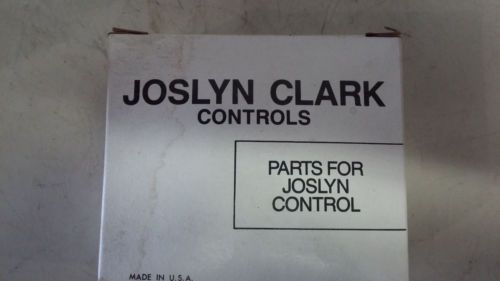 JOSLYN CLARK
CONTROLS
PARTS FOR
JOSLYN
CONTROL
MADE IN U.S.A.